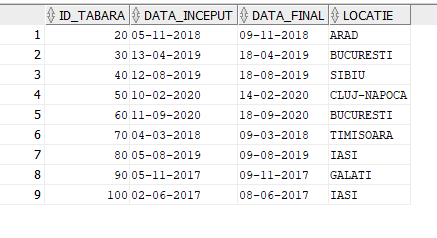 ID_TABARA DATA_INCEPUT DATA_FINAL LOCATIE
1 20 05-11-2018 09-11-2018 ARAD
2 30 13-04-2019 18-04-2019 BUCURESTI
3 40 12-08-2019 18-08-2019 SIBIU
4 50 10-02-2020 14-02-2020 CLUJ-NAPOCA
5 60 11-09-2020 18-09-2020 BUCURESTI
6 70 04-03-2018 09-03-2018 TIMISOARA
7 80 05-08-2019 09-08-2019 IASI
8 90 05-11-2017 09-11-2017 GALATI
9 100 02-06-2017 08-06-2017 IASI